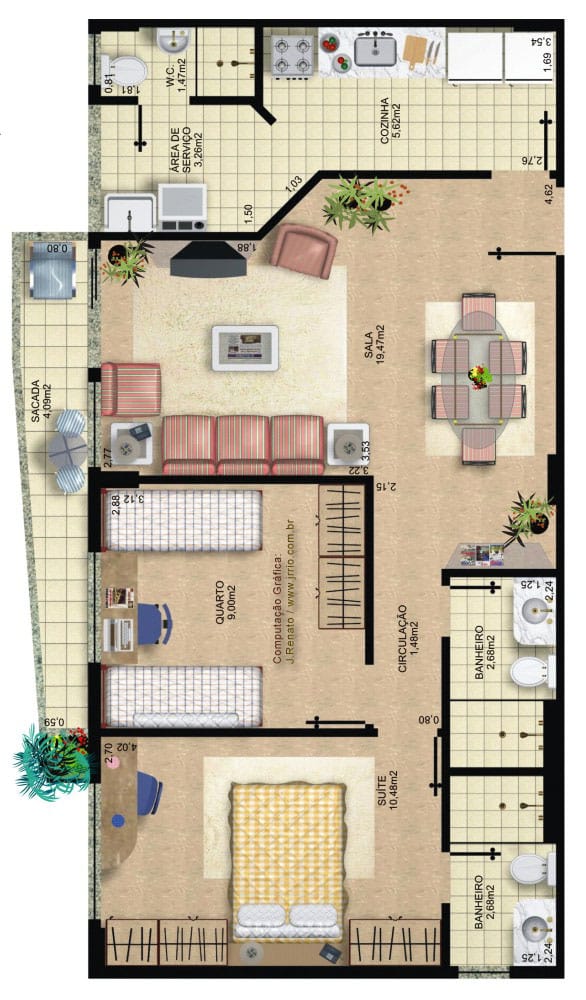 W.C.
1,47m2
0,81
1,81
3,54
1,69
COZINHA
5,62m2
ÁREA DE
SERVIÇO
3,26m2
2,76
1,03
1,50
4,62
0,80
1,88
SALA
19,47m2
SACADA
4,09m2
2,77
3,53
3,22
2,15
2,88
3,12
QUARTO
9,00m2
Computação Gráfica:
J.Renato / www.jrrio.com.br
CIRCULAÇÃO
1,48m2
BANHEIRO
2,68m2
1,25
2,24
0,59
0,80
2,70
4,02
SUÍTE
10,48m2
BANHEIRO
2,68m2
1,25
2,24